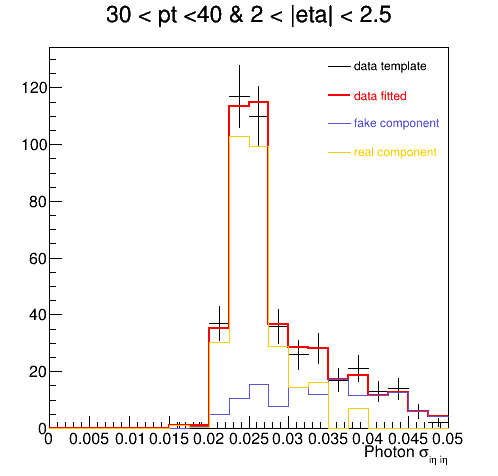 30 < pt <40 & 2 < |eta| < 2.5
data template
data fitted
fake component
real component
120
100
80
60
40
20
0
0 0.005 0.01 0.015 0.02 0.025 0.03 0.035 0.04 0.045 0.05
Photon σiη iη